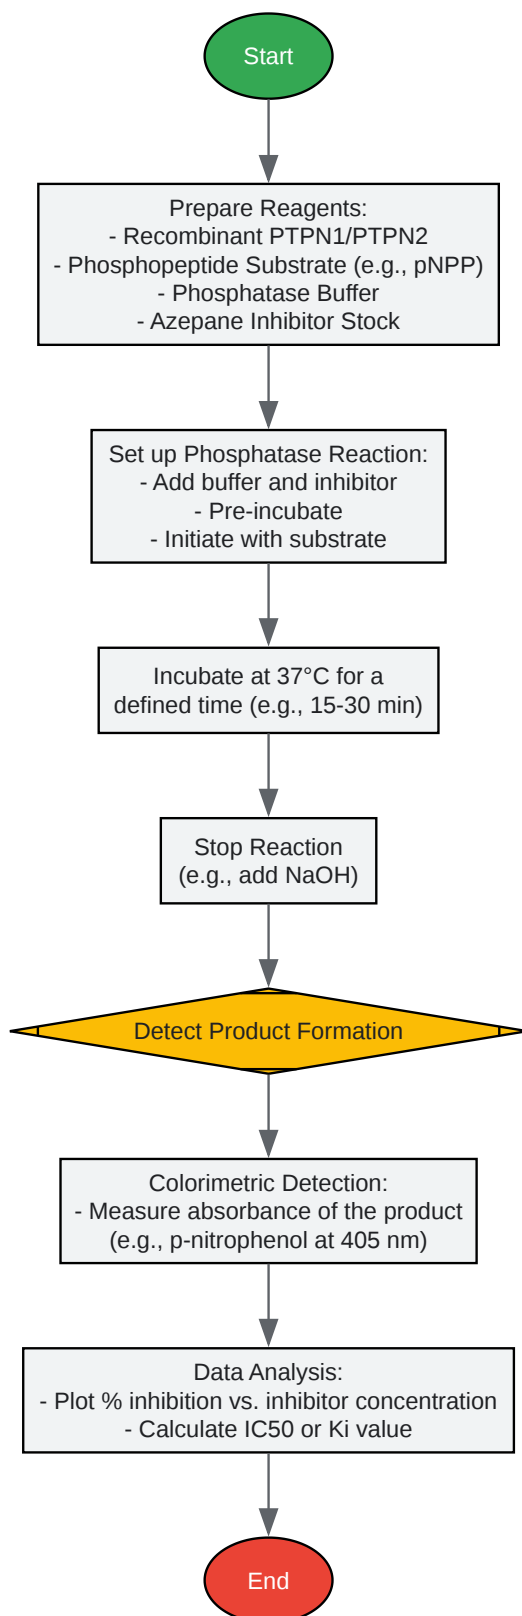 Start
Prepare Reagents:
- Recombinant PTPN1/PTPN2
- Phosphopeptide Substrate (e.g., pNPP)
- Phosphatase Buffer
- Azepane Inhibitor Stock
Set up Phosphatase Reaction:
- Add buffer and inhibitor
- Pre-incubate
- Initiate with substrate
Incubate at 37°C for a
defined time (e.g., 15-30 min)
Stop Reaction
(e.g., add NaOH)
Detect Product Formation
Colorimetric Detection:
- Measure absorbance of the product
(e.g., p-nitrophenol at 405 nm)
Data Analysis:
- Plot % inhibition vs. inhibitor concentration
- Calculate IC50 or Ki value
End